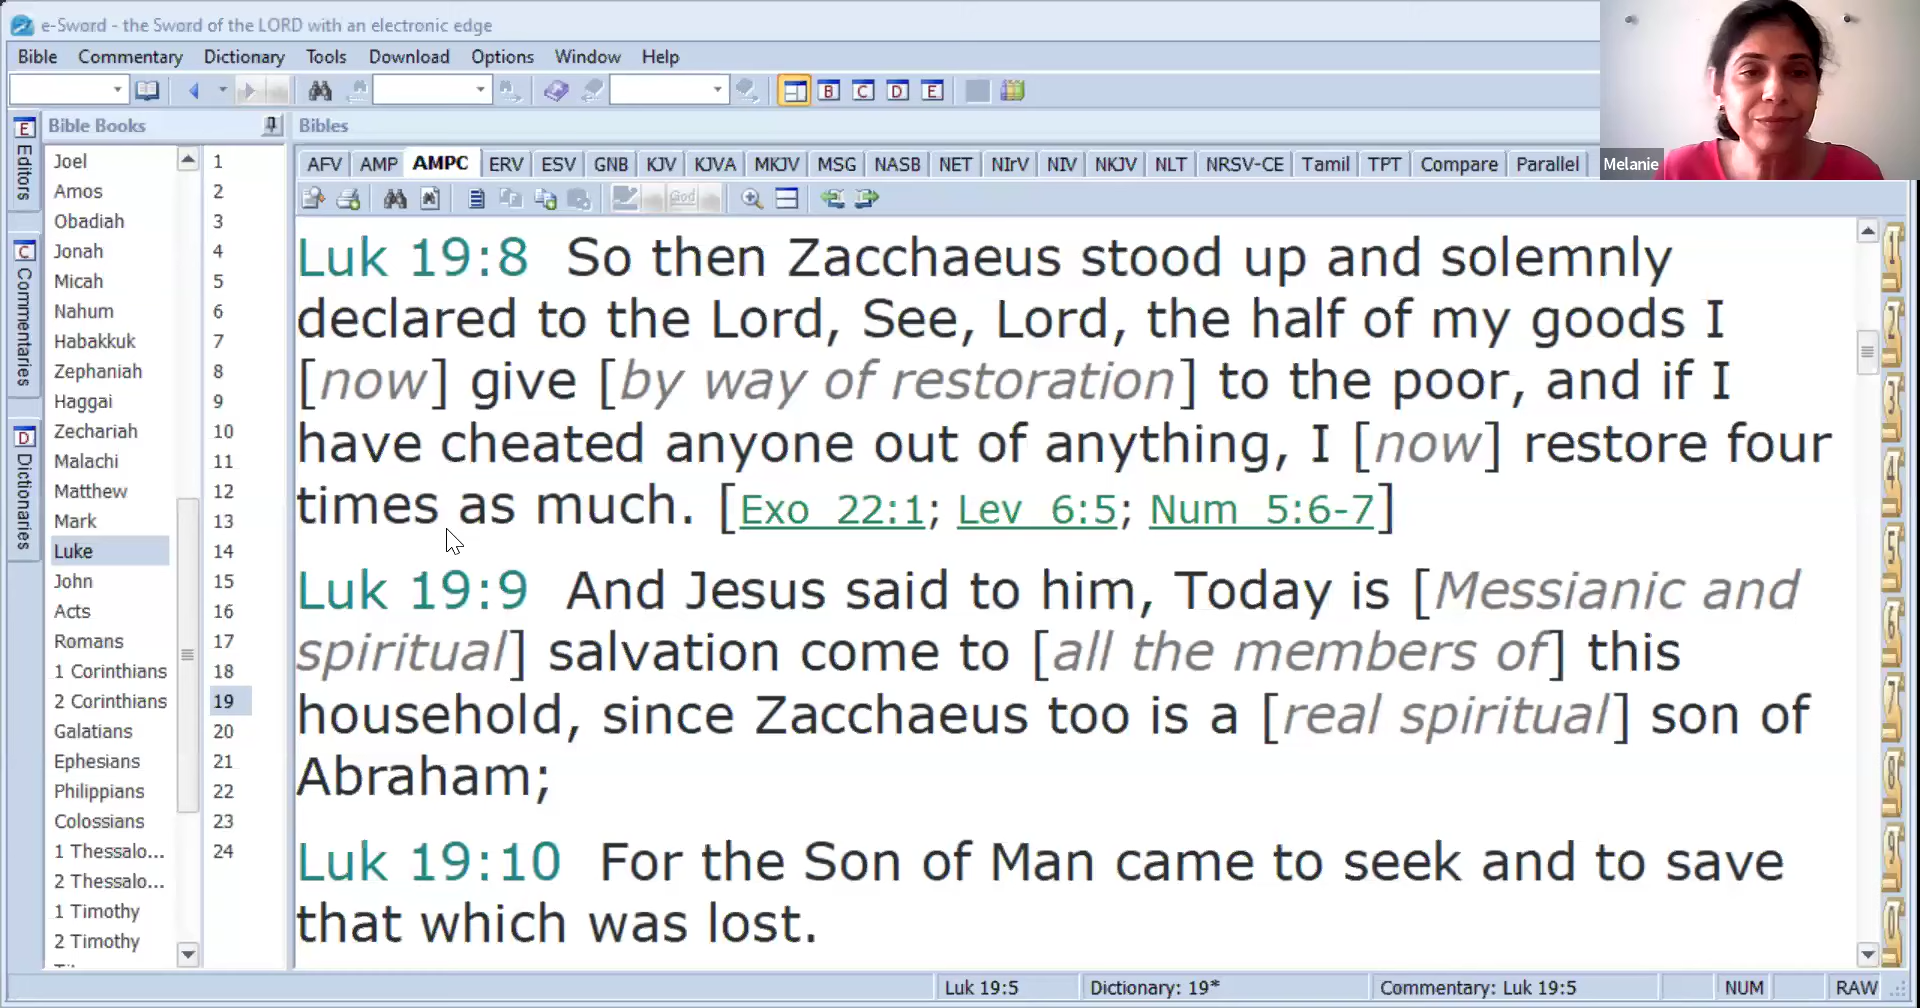 e-Sword - the Sword of the LORD with an electronic edge
Bible Commentary Dictionary Tools Download Options Window Help
B C D E
Bible Books
Bibles
Melanie
AFV AMP AMPC ERV ESV GNB KJV KJVA MKJV MSG NASB NET NIrV NIV NKJV NLT NRSV-CE Tamil TPT Compare Parallel
God
E Editors
C Commentaries
D Dictionaries
Joel
Amos
Obadiah
Jonah
Micah
Nahum
Habakkuk
Zephaniah
Haggai
Zechariah
Malachi
Matthew
Mark
Luke
John
Acts
Romans
1 Corinthians
2 Corinthians
Galatians
Ephesians
Philippians
Colossians
1 Thessalo...
2 Thessalo...
1 Timothy
2 Timothy
1
2
3
4
5
6
7
8
9
10
11
12
13
14
15
16
17
18
19
20
21
22
23
24
Luk 19:8 So then Zacchaeus stood up and solemnly
declared to the Lord, See, Lord, the half of my goods I
[now] give [by way of restoration] to the poor, and if I
have cheated anyone out of anything, I [now] restore four
times as much. [Exo 22:1; Lev 6:5; Num 5:6-7]
Luk 19:9 And Jesus said to him, Today is [Messianic and
spiritual] salvation come to [all the members of] this
household, since Zacchaeus too is a [real spiritual] son of
Abraham;
Luk 19:10 For the Son of Man came to seek and to save
that which was lost.
1
2
3
4
5
6
7
8
9
0
Luk 19:5 Dictionary: 19* Commentary: Luk 19:5 NUM RAW